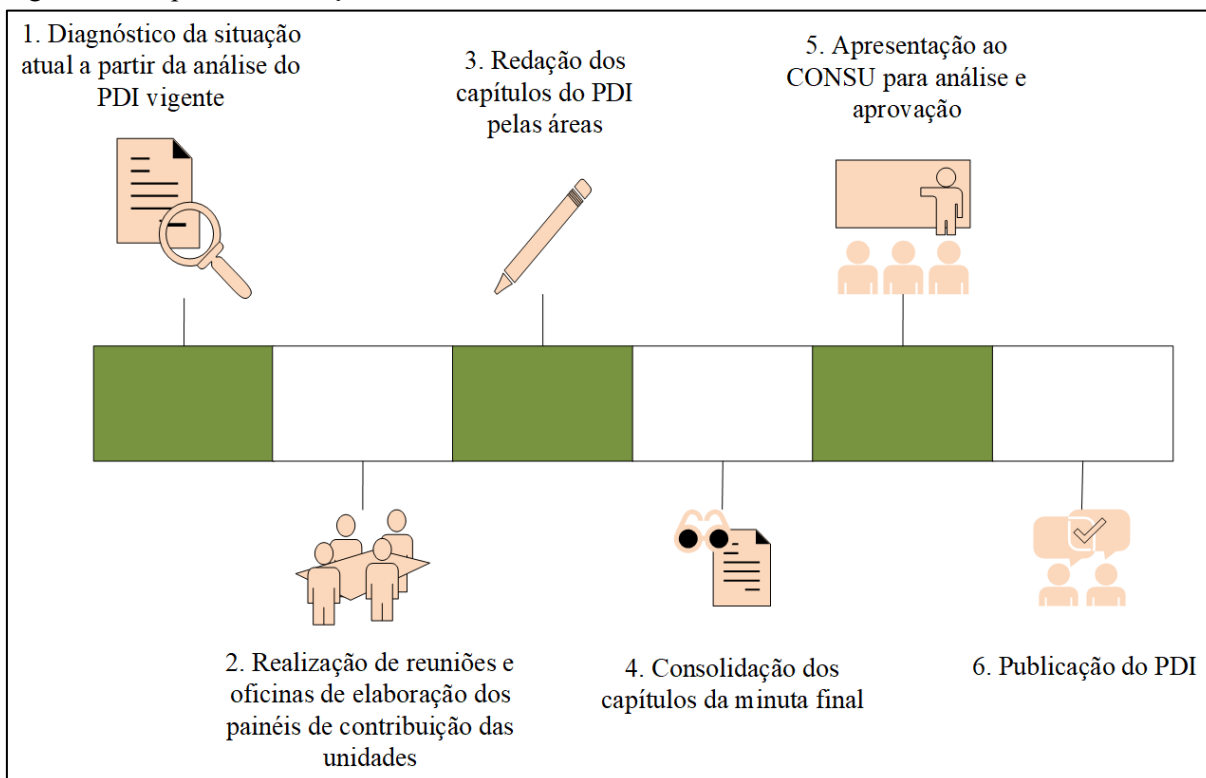 1. Diagnóstico da situação
atual a partir da análise do
PDI vigente
2. Realização de reuniões e
oficinas de elaboração dos
painéis de contribuição das
unidades
3. Redação dos
capítulos do PDI
pelas áreas
4. Consolidação dos
capítulos da minuta final
5. Apresentação ao
CONSU para análise e
aprovação
6. Publicação do PDI